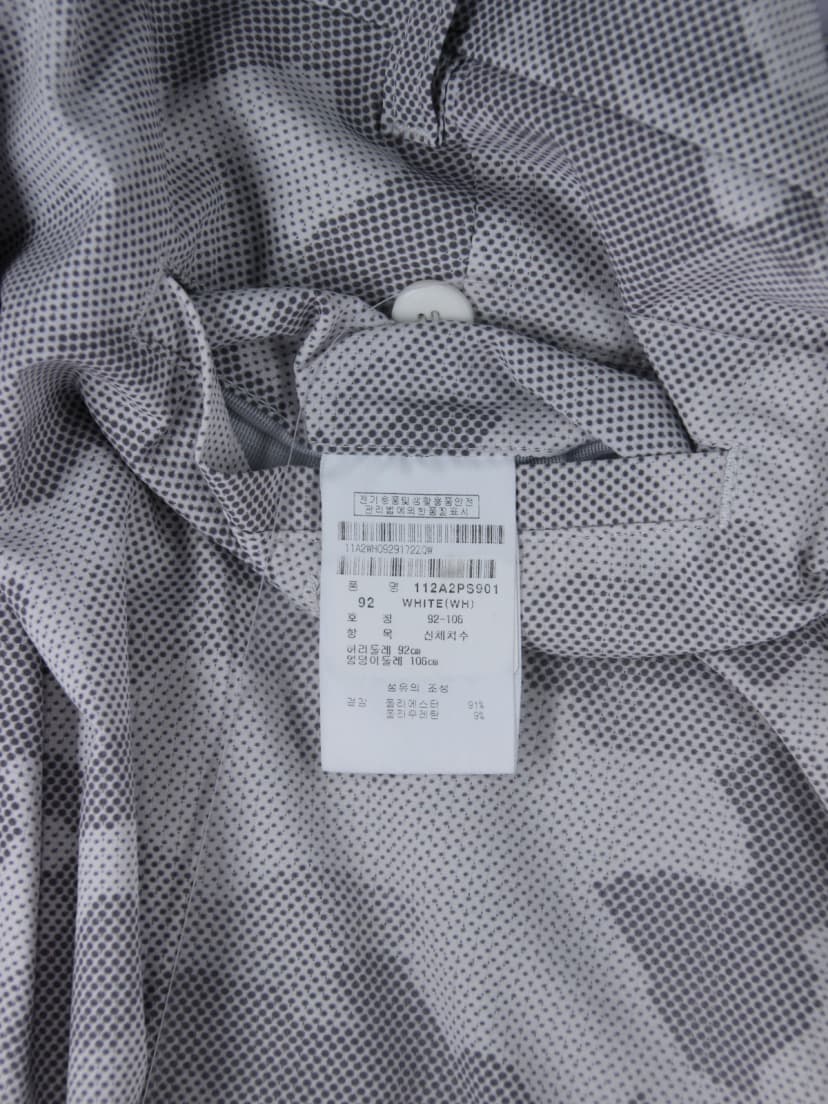 전기용품및생활용품안전
관리법에의한품질표시
11A2WH0929172ZQW
품 명 112A2PS901
92 WHITE(WH)
호 칭 92-106
항 목 신체치수
허리둘레 92cm
엉덩이둘레 106cm
섬유의 조성
겉감 폴리에스터 91%
폴리우레탄 9%